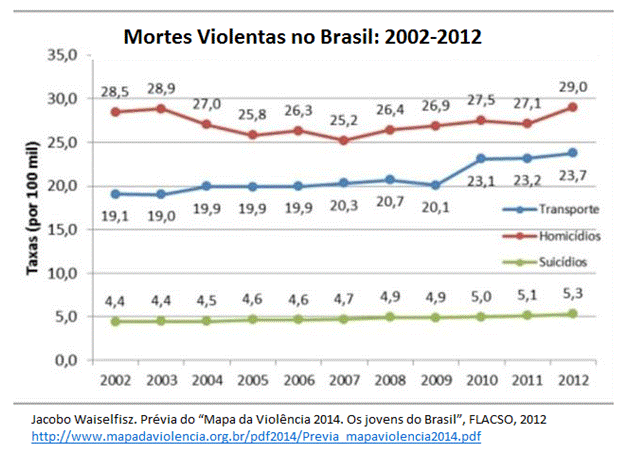 Mortes Violentas no Brasil: 2002-2012
Taxas (por 100 mil)
35,0
30,0
25,0
20,0
15,0
10,0
5,0
0,0
28,5 28,9 27,0 25,8 26,3 25,2 26,4 26,9 27,5 27,1 29,0
19,1 19,0 19,9 19,9 19,9 20,3 20,7 20,1 23,1 23,2 23,7
Transporte
Homicídios
Suicídios
4,4 4,4 4,5 4,6 4,6 4,7 4,9 4,9 5,0 5,1 5,3
2002 2003 2004 2005 2006 2007 2008 2009 2010 2011 2012
Jacobo Waiselfisz. Prévia do “Mapa da Violência 2014. Os jovens do Brasil”, FLACSO, 2012
http://www.mapadaviolencia.org.br/pdf2014/Previa_mapaviolencia2014.pdf